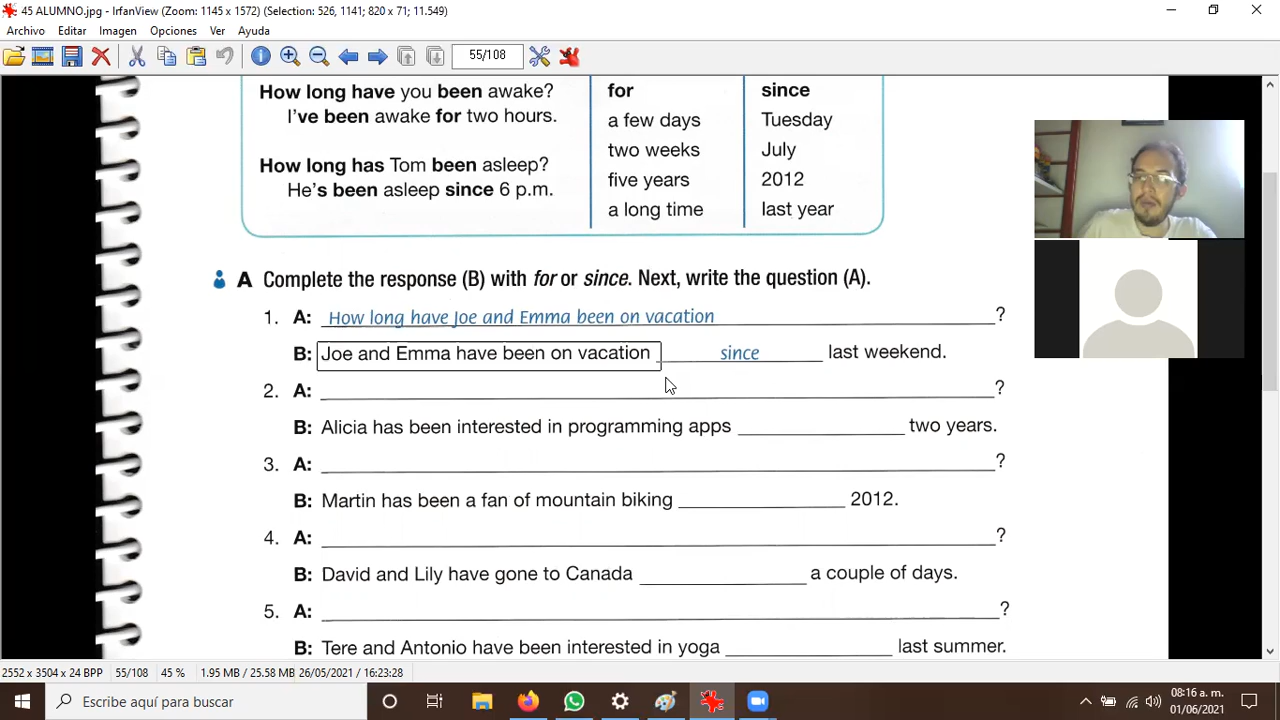 45 ALUMNO.jpg - IrfanView (Zoom: 1145 x 1572) (Selection: 526, 1141; 820 x 71; 11.549)
Archivo Editar Imagen Opciones Ver Ayuda
55/108
How long have you been awake?
I've been awake for two hours.
How long has Tom been asleep?
He's been asleep since 6 p.m.
for
a few days
two weeks
five years
a long time
since
Tuesday
July
2012
last year
A Complete the response (B) with for or since. Next, write the question (A).
1. A: How long have Joe and Emma been on vacation ?
B: Joe and Emma have been on vacation since last weekend.
2. A: ?
B: Alicia has been interested in programming apps two years.
3. A: ?
B: Martin has been a fan of mountain biking 2012.
4. A: ?
B: David and Lily have gone to Canada a couple of days.
5. A: ?
B: Tere and Antonio have been interested in yoga last summer.
2552 x 3504 x 24 BPP 55/108 45 % 1.95 MB / 25.58 MB 26/05/2021 / 16:23:28
Escribe aquí para buscar
08:16 a. m.
01/06/2021